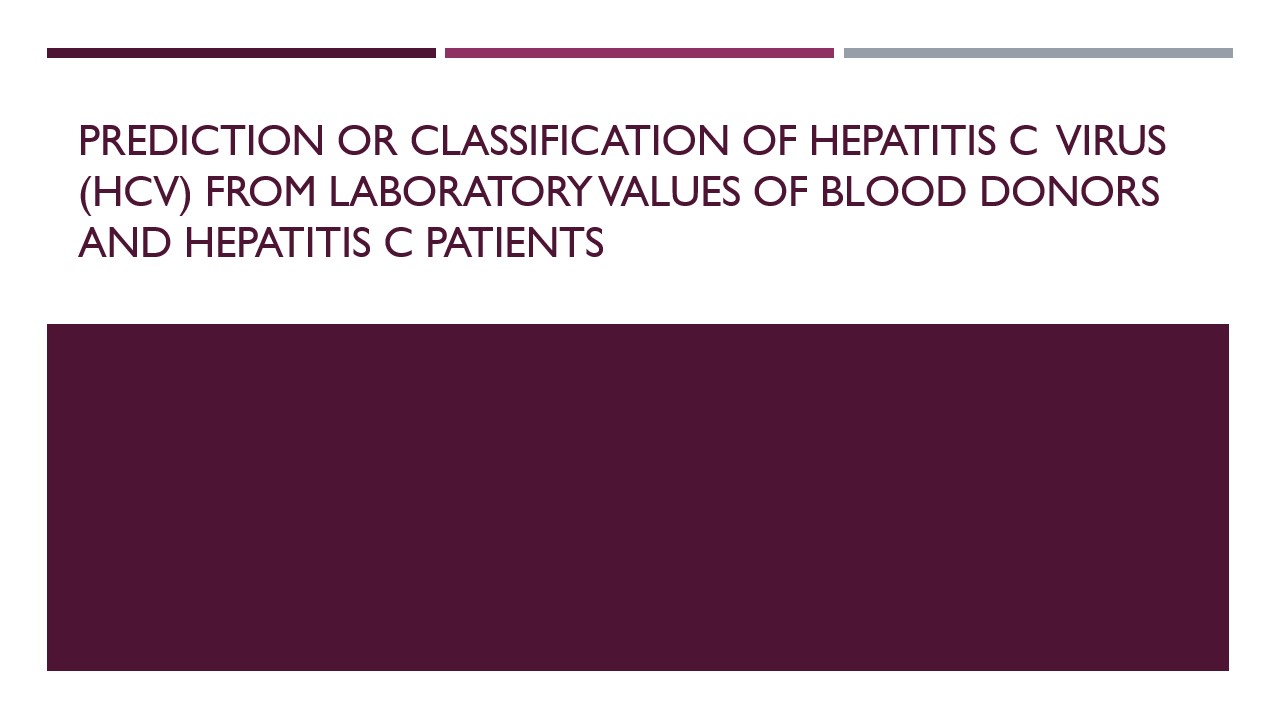 PREDICTION OR CLASSIFICATION OF HEPATITIS C  VIRUS
(HCV) FROM LABORATORY VALUES OF BLOOD DONORS
AND HEPATITIS C PATIENTS